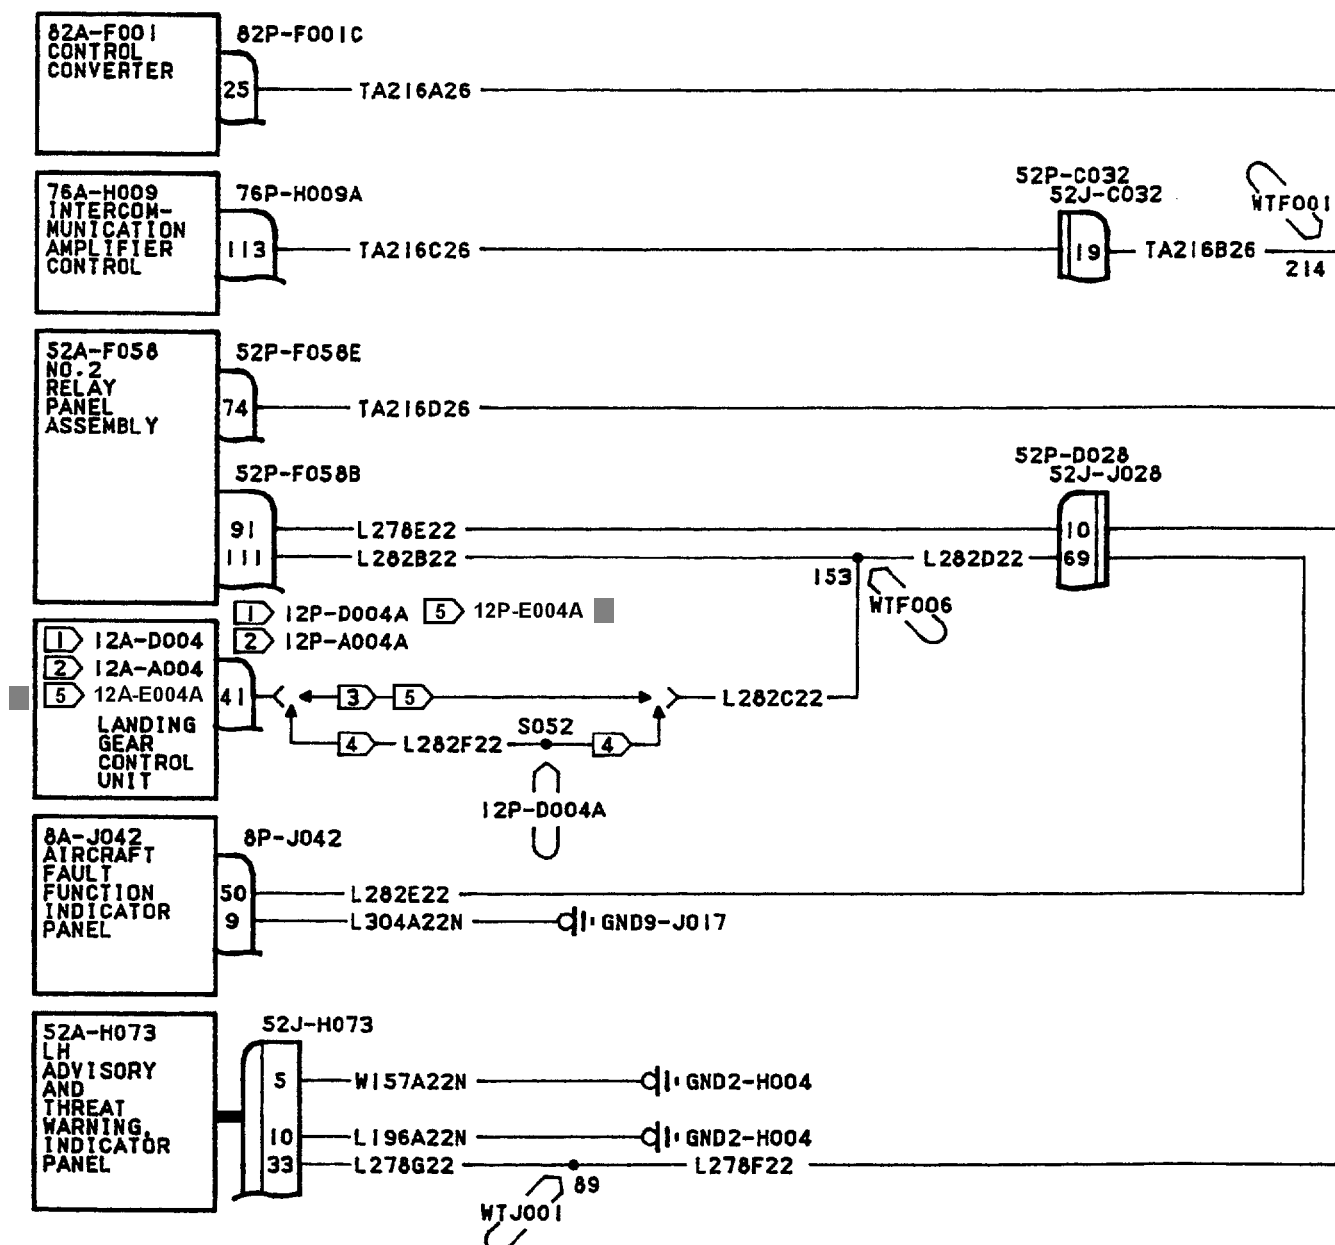 82A-F001
CONTROL
CONVERTER
82P-F001C
25
TA216A26
76A-H009
INTERCOM-
MUNICATION
AMPLIFIER
CONTROL
76P-H009A
113
TA216C26
52P-C032
52J-C032
19
TA216B26
WTF001
214
52A-F058
NO.2
RELAY
PANEL
ASSEMBLY
52P-F058E
74
TA216D26
52P-F058B
91
L278E22
111
L282B22
153
WTF006
L282D22
52P-D028
52J-J028
10
69
1 12P-D004A 5 12P-E004A
2 12P-A004A
1 12A-D004
2 12A-A004
5 12A-E004A
LANDING
GEAR
CONTROL
UNIT
41
3 5
L282C22
4 L282F22 S052 4
12P-D004A
8A-J042
AIRCRAFT
FAULT
FUNCTION
INDICATOR
PANEL
8P-J042
50
L282E22
9
L304A22N
GND9-J017
52A-H073
LH
ADVISORY
AND
THREAT
WARNING,
INDICATOR
PANEL
52J-H073
5
W157A22N
GND2-H004
10
L196A22N
GND2-H004
33
L278G22
89
L278F22
WTJ001